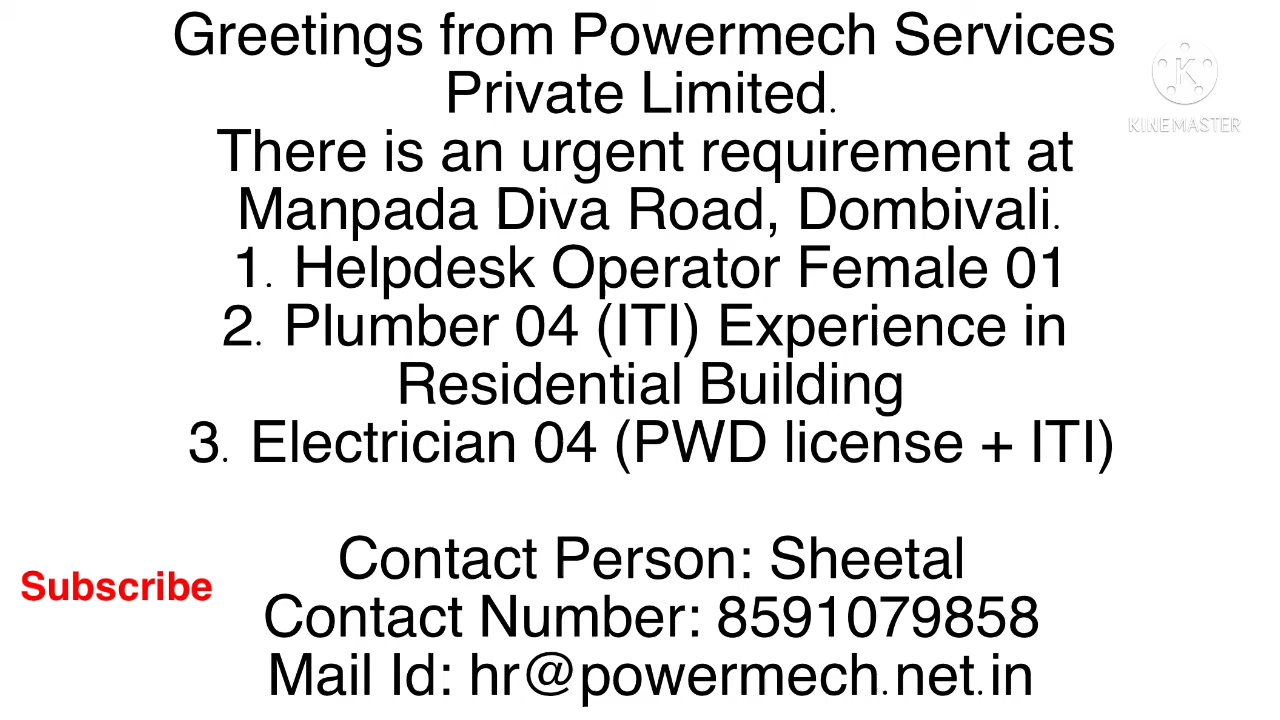 Greetings from Powermech Services
Private Limited.
There is an urgent requirement at
Manpada Diva Road, Dombivali.
1. Helpdesk Operator Female 01
2. Plumber 04 (ITI) Experience in
Residential Building
3. Electrician 04 (PWD license + ITI)
Contact Person: Sheetal
Contact Number: 8591079858
Mail Id: hr@powermech.net.in
Subscribe
K
KINEMASTER